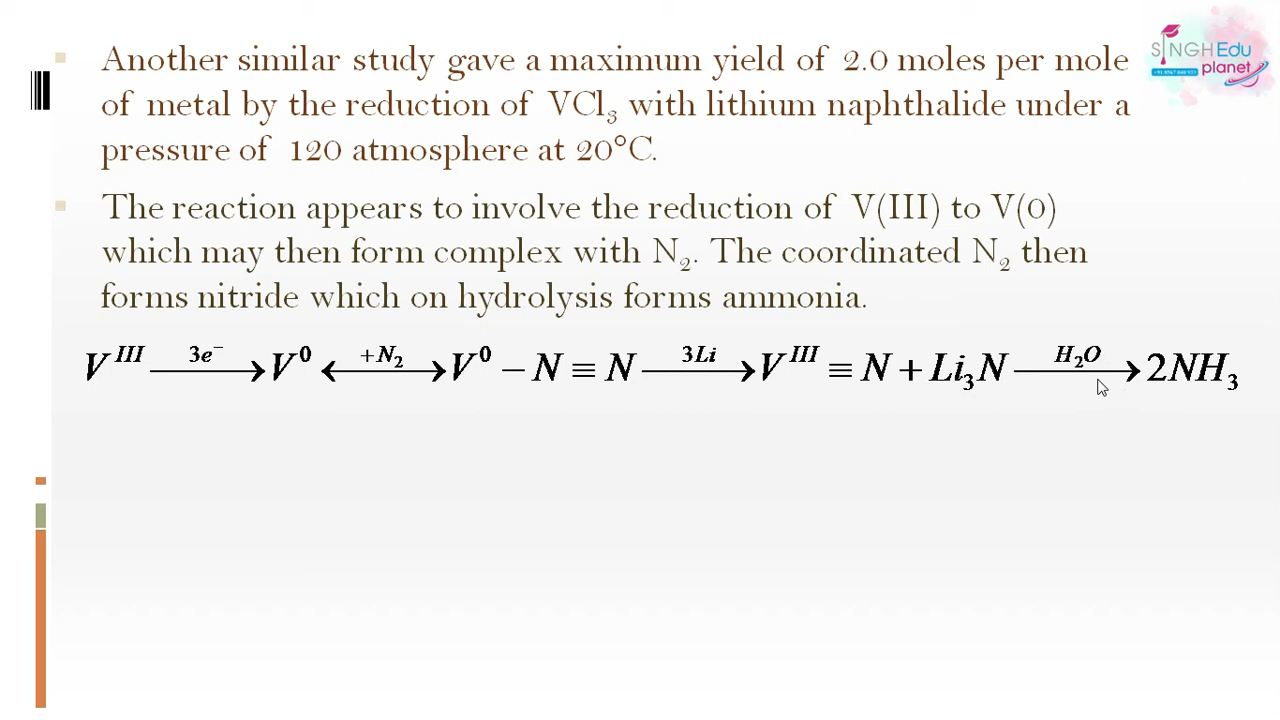 SINGH Edu
planet
Another similar study gave a maximum yield of 2.0 moles per mole
of metal by the reduction of VCl₃ with lithium naphthalide under a
pressure of 120 atmosphere at 20°C.
The reaction appears to involve the reduction of V(III) to V(0)
which may then form complex with N₂. The coordinated N₂ then
forms nitride which on hydrolysis forms ammonia.
V^III —3e⁻→ V⁰ ←+N₂→ V⁰ − N ≡ N —3Li→ V^III ≡ N + Li₃N —H₂O→ 2NH₃